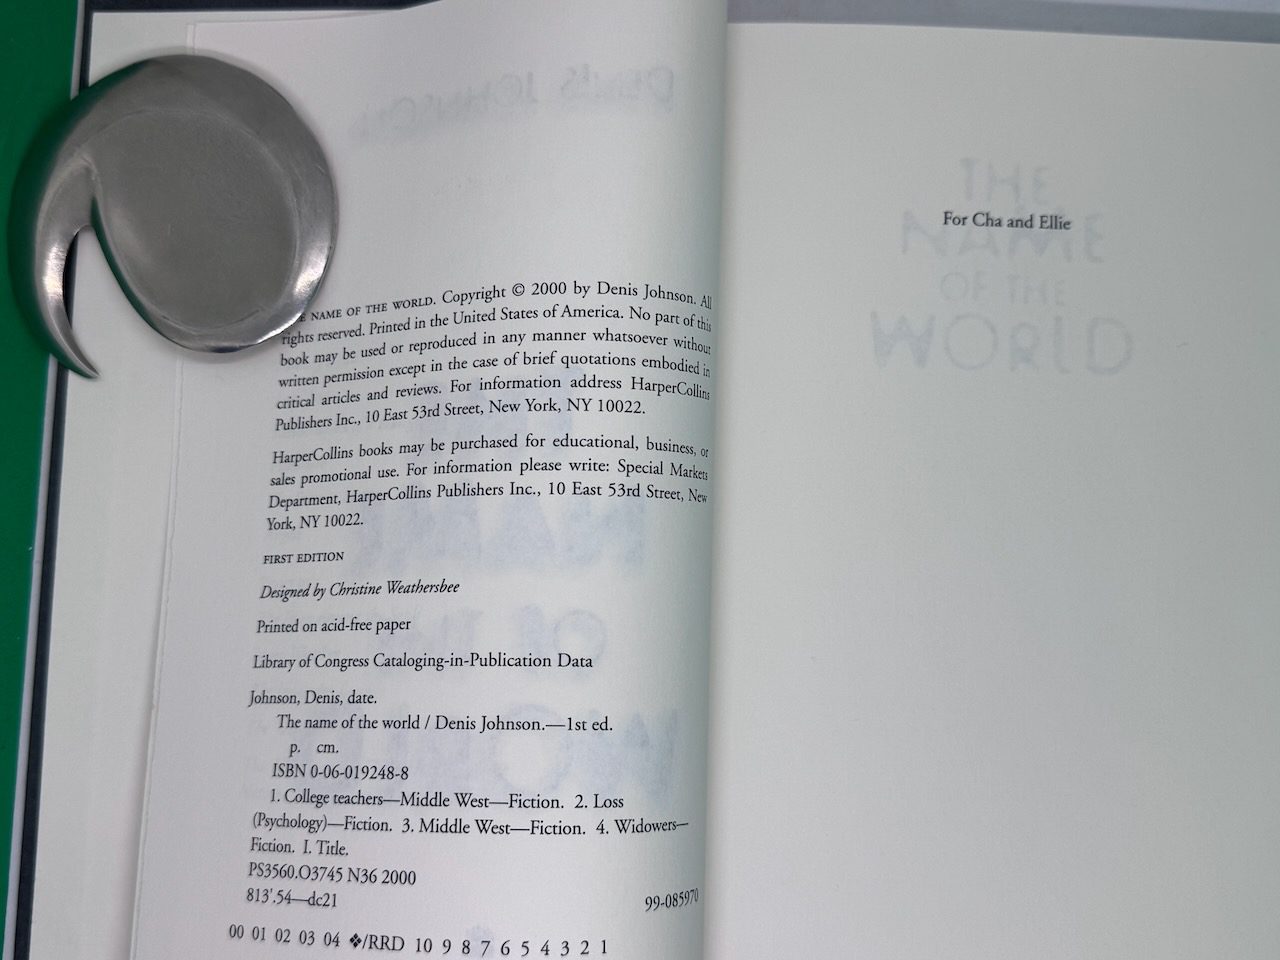 NAME OF THE WORLD. Copyright © 2000 by Denis Johnson. All
rights reserved. Printed in the United States of America. No part of this
book may be used or reproduced in any manner whatsoever without
written permission except in the case of brief quotations embodied in
critical articles and reviews. For information address HarperCollins
Publishers Inc., 10 East 53rd Street, New York, NY 10022.
HarperCollins books may be purchased for educational, business, or
sales promotional use. For information please write: Special Markets
Department, HarperCollins Publishers Inc., 10 East 53rd Street, New
York, NY 10022.
FIRST EDITION
Designed by Christine Weathersbee
Printed on acid-free paper
Library of Congress Cataloging-in-Publication Data
Johnson, Denis, date.
The name of the world / Denis Johnson.—1st ed.
p. cm.
ISBN 0-06-019248-8
1. College teachers—Middle West—Fiction. 2. Loss
(Psychology)—Fiction. 3. Middle West—Fiction. 4. Widowers—
Fiction. I. Title.
PS3560.O3745 N36 2000
813'.54—dc21
99-085970
00 01 02 03 04 ❖/RRD 10 9 8 7 6 5 4 3 2 1
For Cha and Ellie